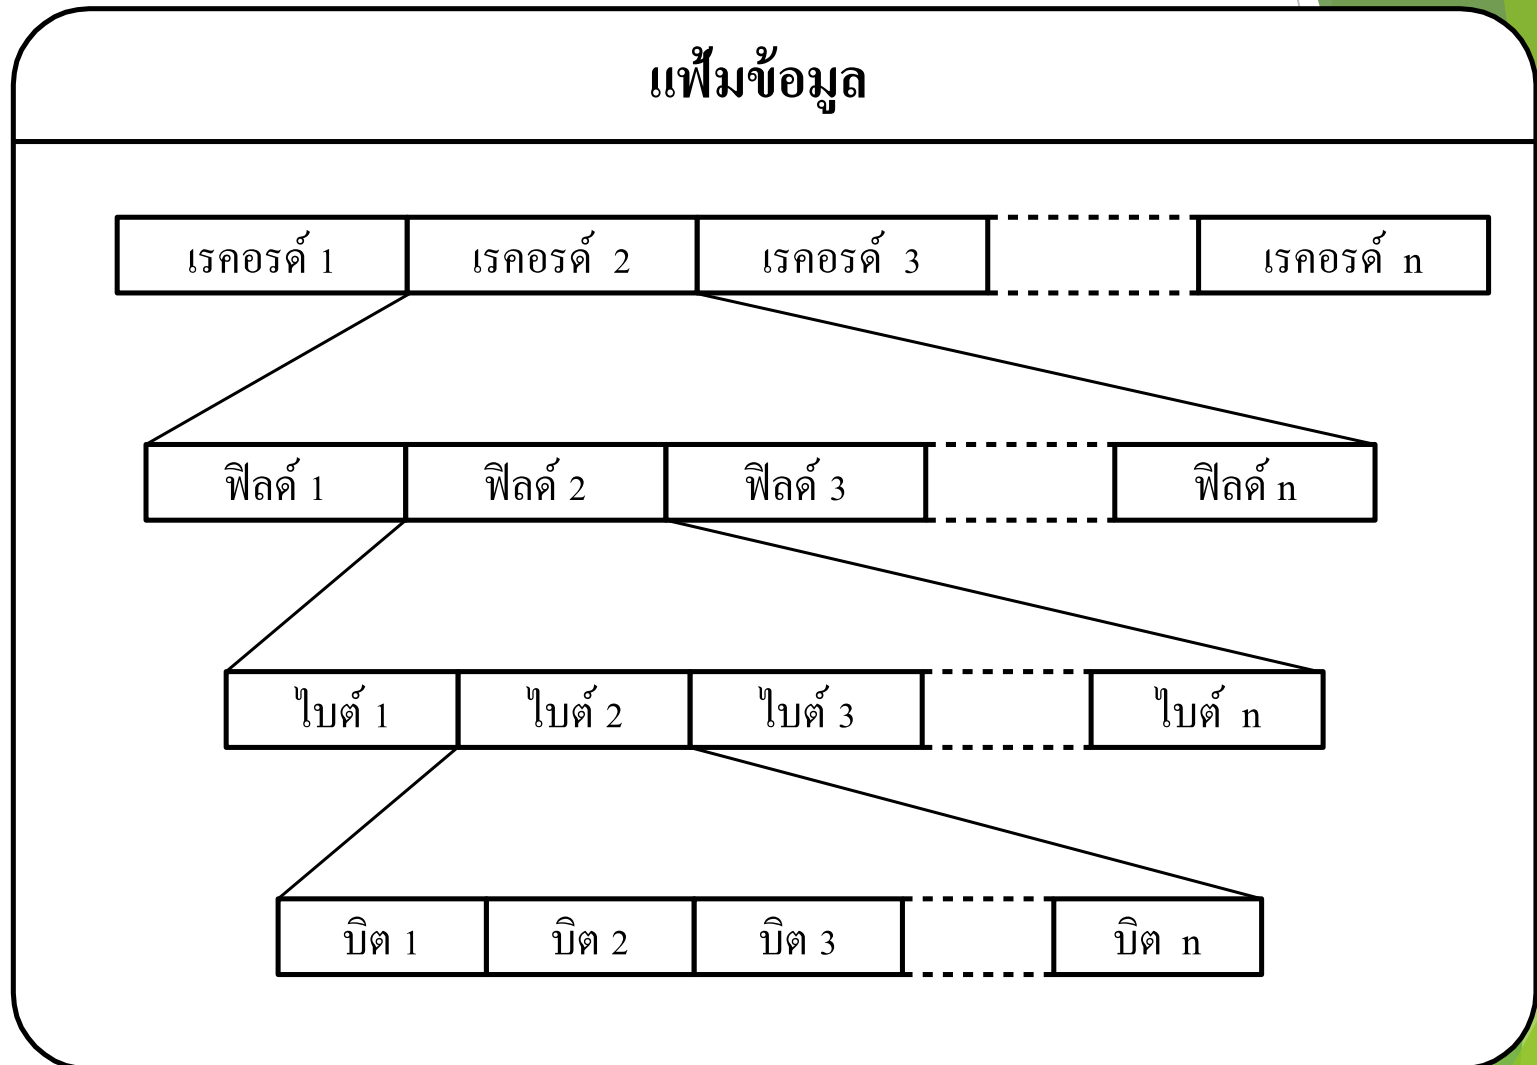 แฟ้มข้อมูล
เรคอรด์ 1 เรคอรด์ 2 เรคอรด์ 3 เรคอรด์ n
ฟิลด์ 1 ฟิลด์ 2 ฟิลด์ 3 ฟิลด์ n
ไบต์ 1 ไบต์ 2 ไบต์ 3 ไบต์ n
บิต 1 บิต 2 บิต 3 บิต n